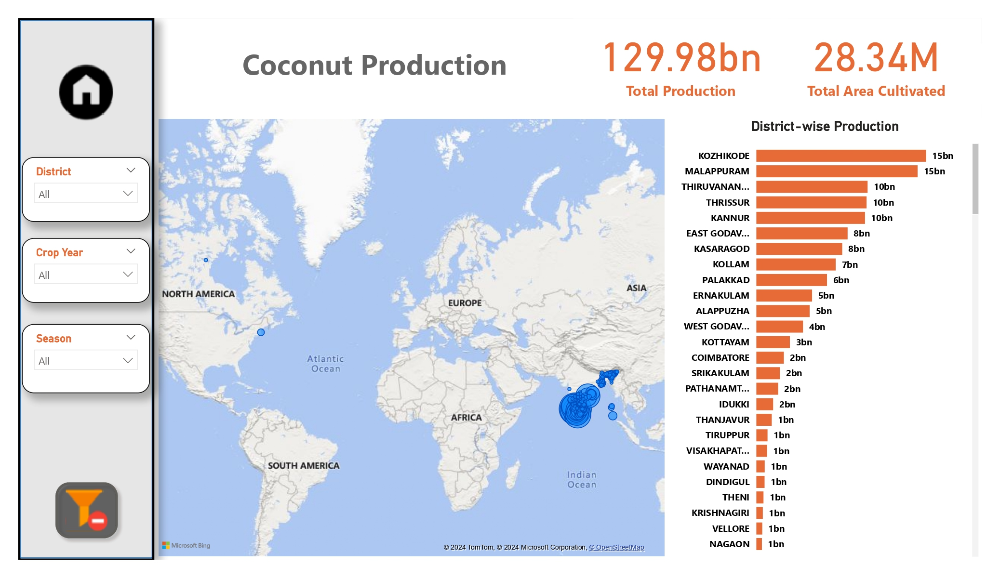 Coconut Production
129.98bn
Total Production
28.34M
Total Area Cultivated
District
All
Crop Year
All
Season
All
NORTH AMERICA
EUROPE
ASIA
Atlantic
Ocean
AFRICA
SOUTH AMERICA
Indian
Ocean
Microsoft Bing
© 2024 TomTom, © 2024 Microsoft Corporation, © OpenStreetMap
District-wise Production
KOZHIKODE 15bn
MALAPPURAM 15bn
THIRUVANAN... 10bn
THRISSUR 10bn
KANNUR 10bn
EAST GODAV... 8bn
KASARAGOD 8bn
KOLLAM 7bn
PALAKKAD 6bn
ERNAKULAM 5bn
ALAPPUZHA 5bn
WEST GODAV... 4bn
KOTTAYAM 3bn
COIMBATORE 2bn
SRIKAKULAM 2bn
PATHANAMT... 2bn
IDUKKI 2bn
THANJAVUR 1bn
TIRUPPUR 1bn
VISAKHAPAT... 1bn
WAYANAD 1bn
DINDIGUL 1bn
THENI 1bn
KRISHNAGIRI 1bn
VELLORE 1bn
NAGAON 1bn